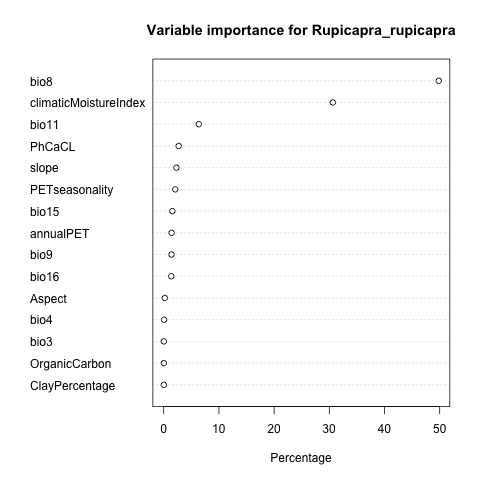 Variable importance for Rupicapra_rupicapra
bio8
climaticMoistureIndex
bio11
PhCaCL
slope
PETseasonality
bio15
annualPET
bio9
bio16
Aspect
bio4
bio3
OrganicCarbon
ClayPercentage
0 10 20 30 40 50
Percentage